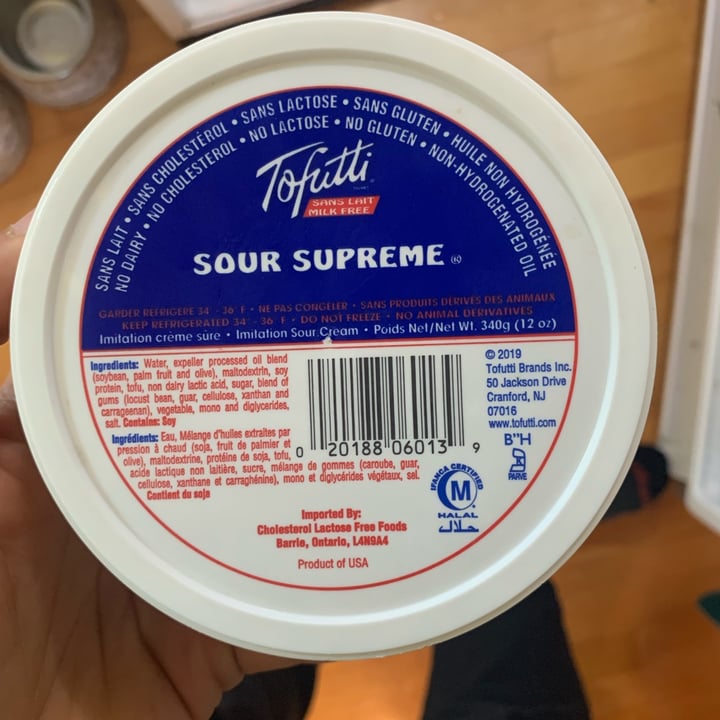 SANS LAIT • SANS CHOLESTÉROL • SANS LACTOSE • SANS GLUTEN • HUILE NON HYDROGÉNÉE
NO DAIRY • NO CHOLESTEROL • NO LACTOSE • NO GLUTEN • NON-HYDROGENATED OIL
Tofutti
SANS LAIT
MILK FREE
SOUR SUPREME ®
GARDER REFRIGERE 34° - 36° F • NE PAS CONGELER • SANS PRODUITS DERIVES DES ANIMAUX
KEEP REFRIGERATED 34° - 36° F • DO NOT FREEZE • NO ANIMAL DERIVATIVES
Imitation crème sûre • Imitation Sour Cream • Poids Net/Net Wt. 340g (12 oz)
Ingredients: Water, expeller processed oil blend
(soybean, palm fruit and olive), maltodextrin, soy
protein, tofu, non dairy lactic acid, sugar, blend of
gums (locust bean, guar, cellulose, xanthan and
carrageenan), vegetable, mono and diglycerides,
salt. Contains: Soy
Ingrédients: Eau, Mélange d'huiles extraites par
pression à chaud (soja, fruit de palmier et
olive), maltodextrine, protéine de soja, tofu,
acide lactique non laitière, sucre, mélange de gommes (caroube, guar,
cellulose, xanthane et carraghénine), mono et diglycérides végétaux, sel.
Contient du soja
0 20188 06013 9
© 2019
Tofutti Brands Inc.
50 Jackson Drive
Cranford, NJ
07016
www.tofutti.com
B"H
PARVE
IFANCA CERTIFIED
M
HALAL
حلال
Imported By:
Cholesterol Lactose Free Foods
Barrie, Ontario, L4N9A4
Product of USA